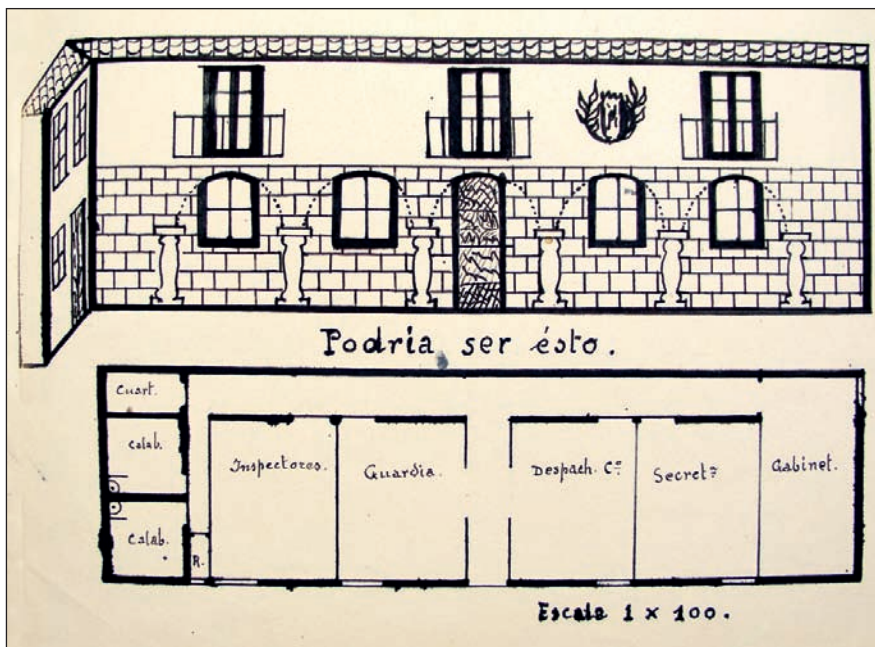 Podria ser ésto.
Cuart.
Calab.
Inspectores.
Guardia.
Despach. Cº.
Secretª
Gabinet.
Calab.
R.
Escala 1 x 100.